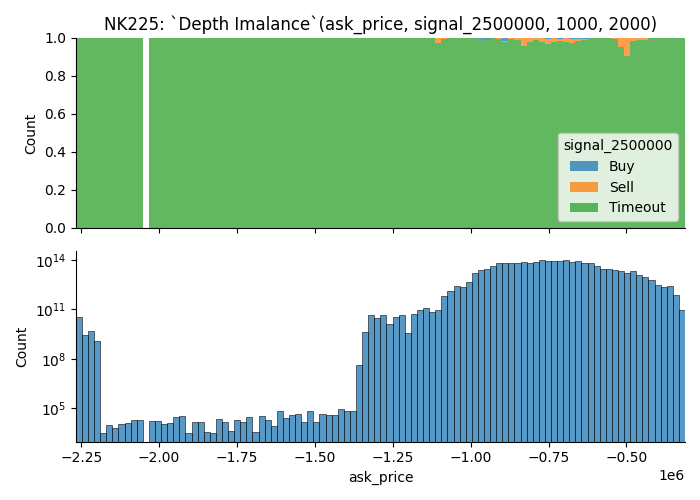 NK225: `Depth Imalance`(ask_price, signal_2500000, 1000, 2000)
1.0
0.8
0.6
0.4
0.2
0.0
Count
signal_2500000
Buy
Sell
Timeout
10^14
10^11
10^8
10^5
Count
−2.25 −2.00 −1.75 −1.50 −1.25 −1.00 −0.75 −0.50
1e6
ask_price